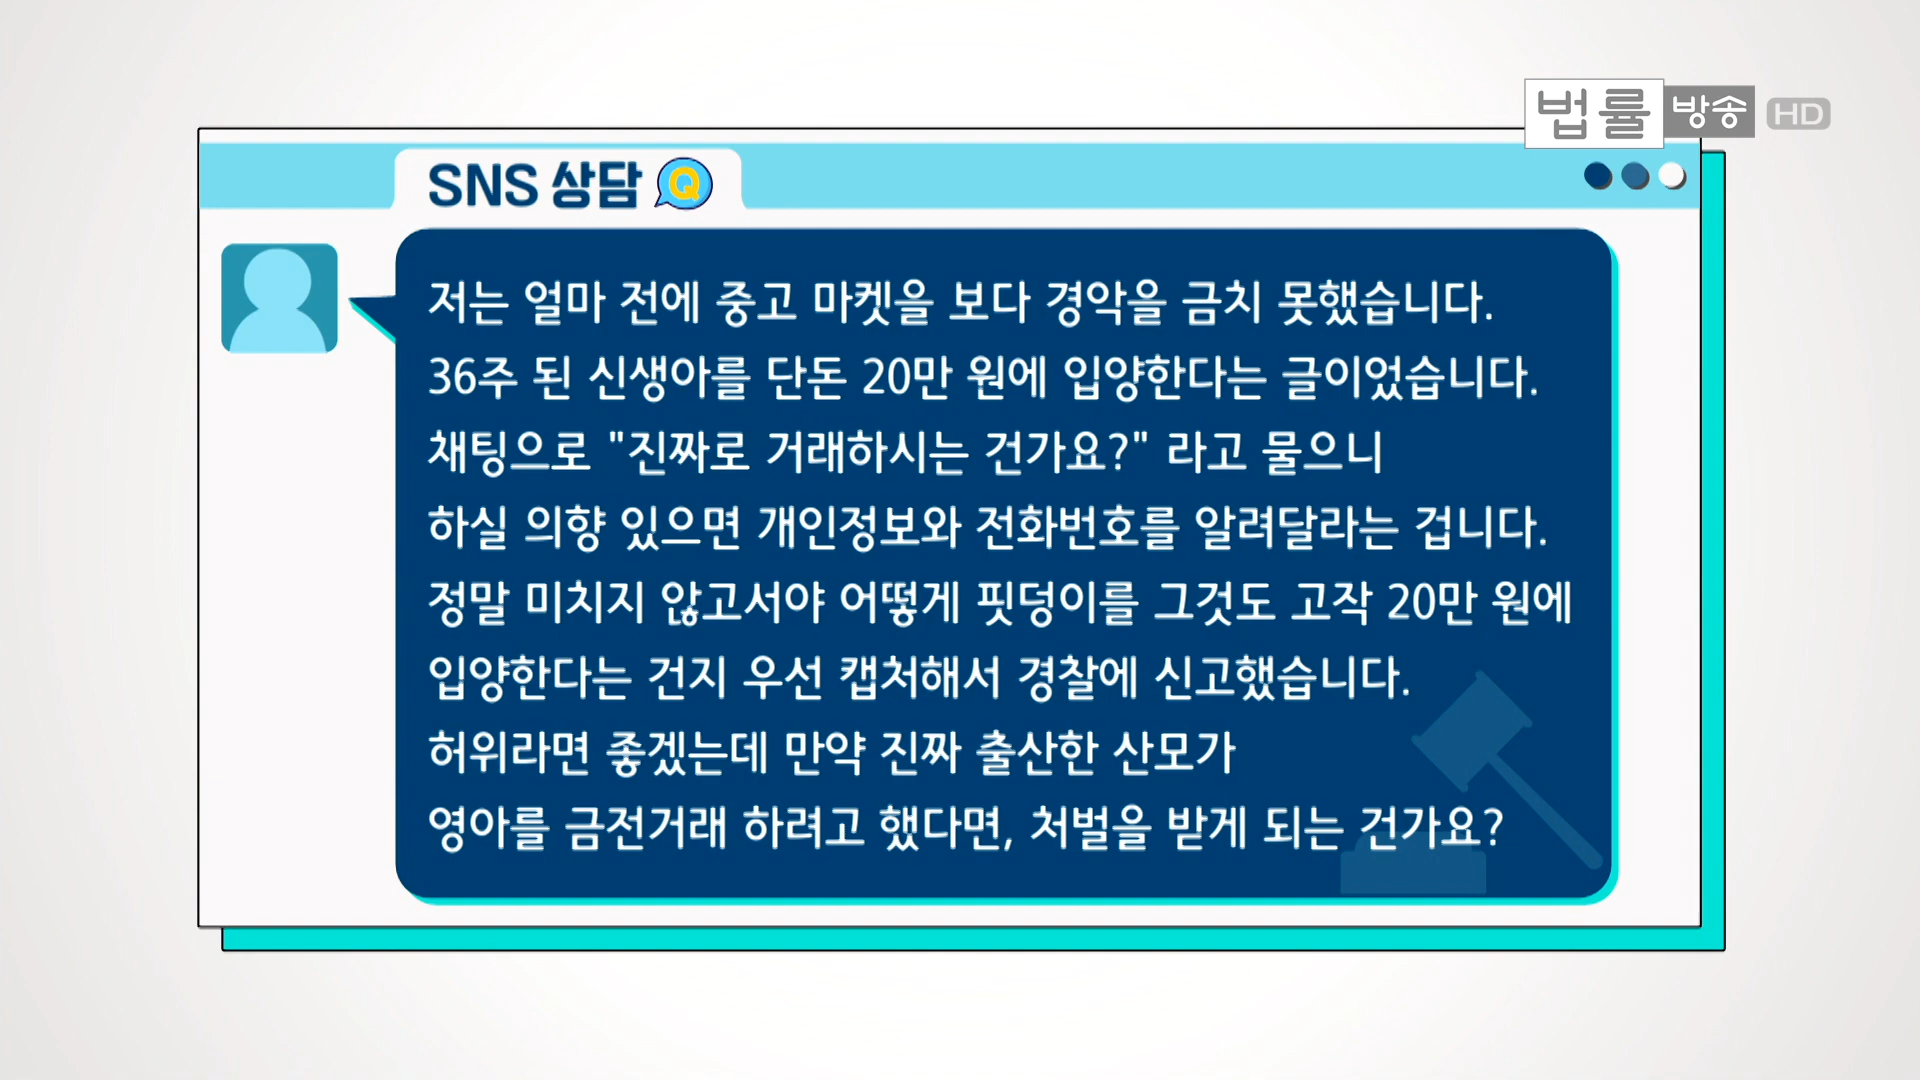 법률방송 HD
SNS 상담 Q
저는 얼마 전에 중고 마켓을 보다 경악을 금치 못했습니다.
36주 된 신생아를 단돈 20만 원에 입양한다는 글이었습니다.
채팅으로 "진짜로 거래하시는 건가요?" 라고 물으니
하실 의향 있으면 개인정보와 전화번호를 알려달라는 겁니다.
정말 미치지 않고서야 어떻게 핏덩이를 그것도 고작 20만 원에
입양한다는 건지 우선 캡처해서 경찰에 신고했습니다.
허위라면 좋겠는데 만약 진짜 출산한 산모가
영아를 금전거래 하려고 했다면, 처벌을 받게 되는 건가요?